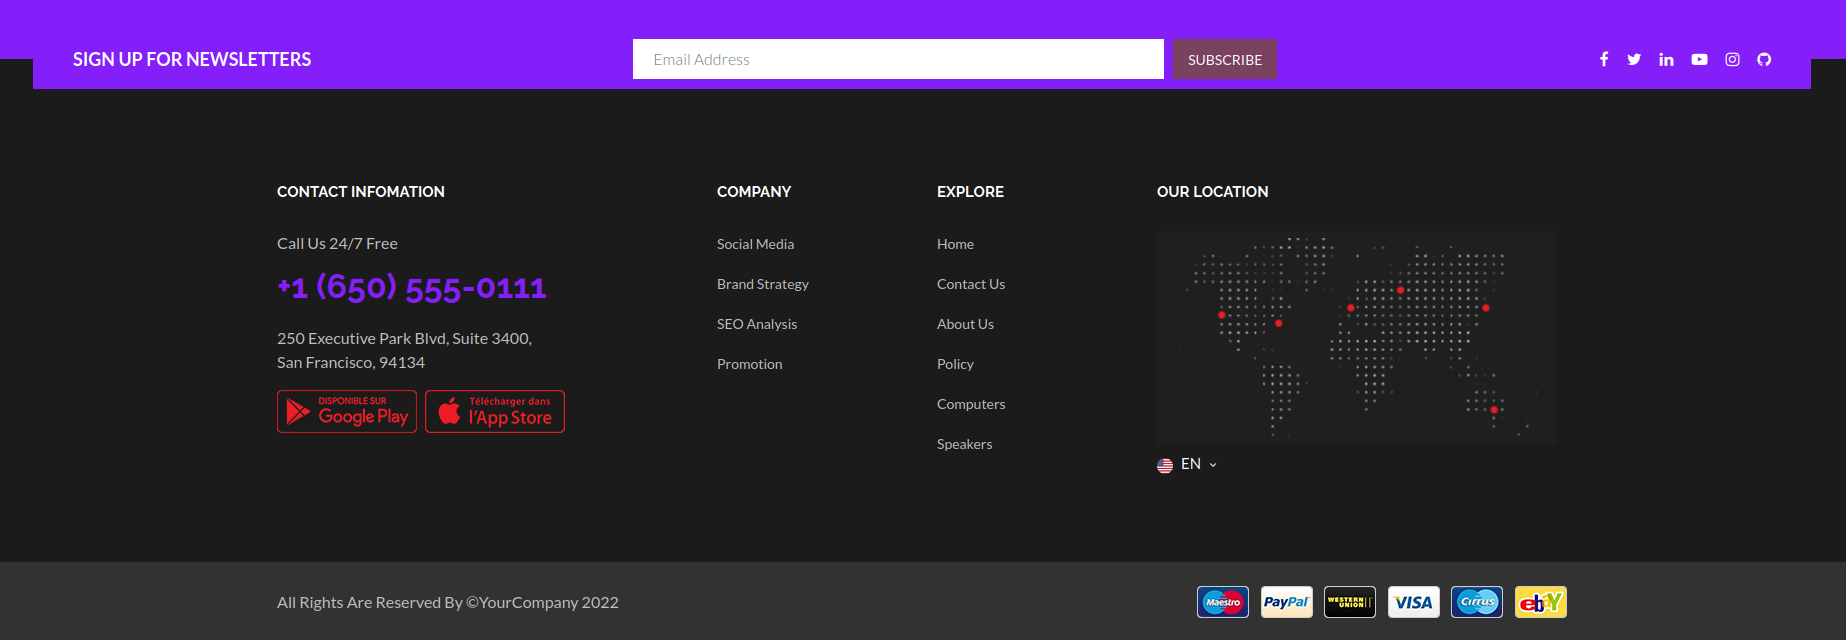 SIGN UP FOR NEWSLETTERS
Email Address
SUBSCRIBE
CONTACT INFOMATION
Call Us 24/7 Free
+1 (650) 555-0111
250 Executive Park Blvd, Suite 3400,
San Francisco, 94134
DISPONIBLE SUR
Google Play
Télécharger dans
l'App Store
COMPANY
Social Media
Brand Strategy
SEO Analysis
Promotion
EXPLORE
Home
Contact Us
About Us
Policy
Computers
Speakers
OUR LOCATION
EN
All Rights Are Reserved By ©YourCompany 2022
Maestro
PayPal
WESTERN
UNION
VISA
Cirrus
ebaY